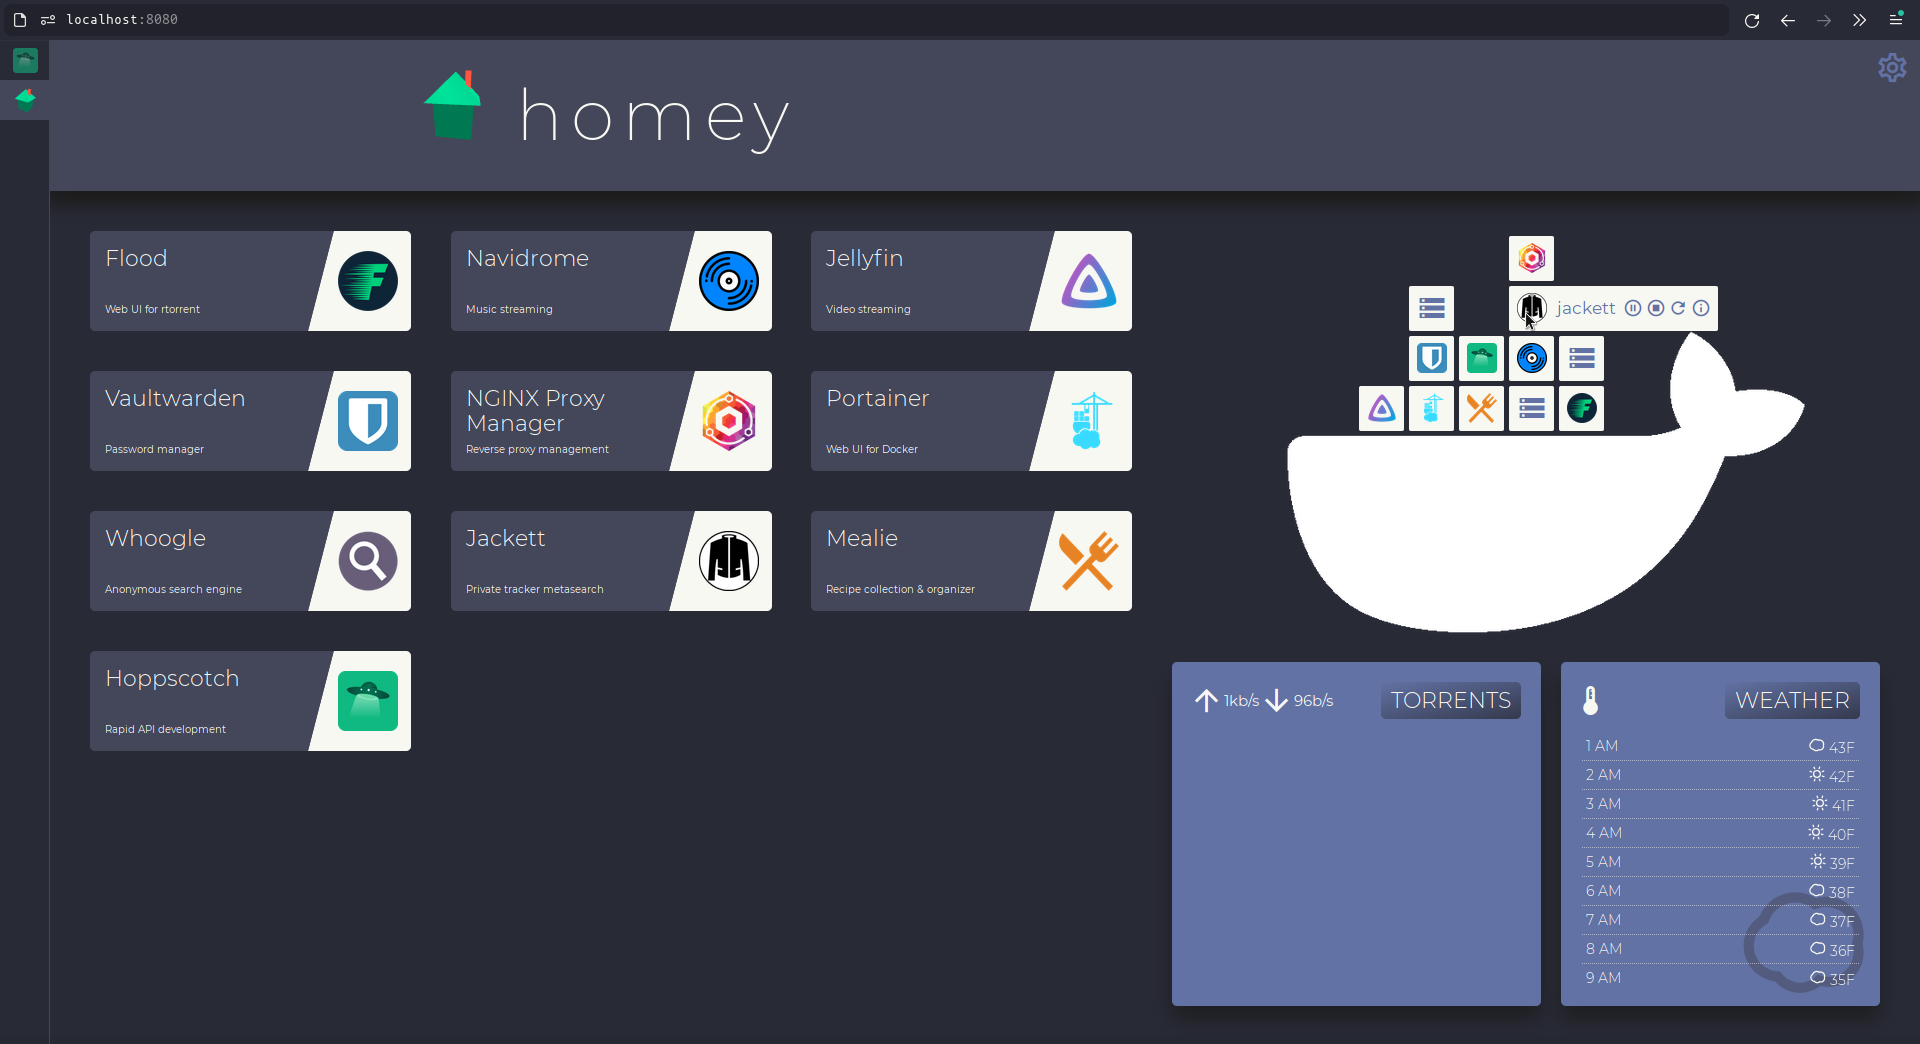 localhost:8080
homey
Flood
Web UI for rtorrent
Navidrome
Music streaming
Jellyfin
Video streaming
jackett
Vaultwarden
Password manager
NGINX Proxy
Manager
Reverse proxy management
Portainer
Web UI for Docker
Whoogle
Anonymous search engine
Jackett
Private tracker metasearch
Mealie
Recipe collection & organizer
Hoppscotch
Rapid API development
1kb/s 96b/s
TORRENTS
WEATHER
1 AM 43F
2 AM 42F
3 AM 41F
4 AM 40F
5 AM 39F
6 AM 38F
7 AM 37F
8 AM 36F
9 AM 35F